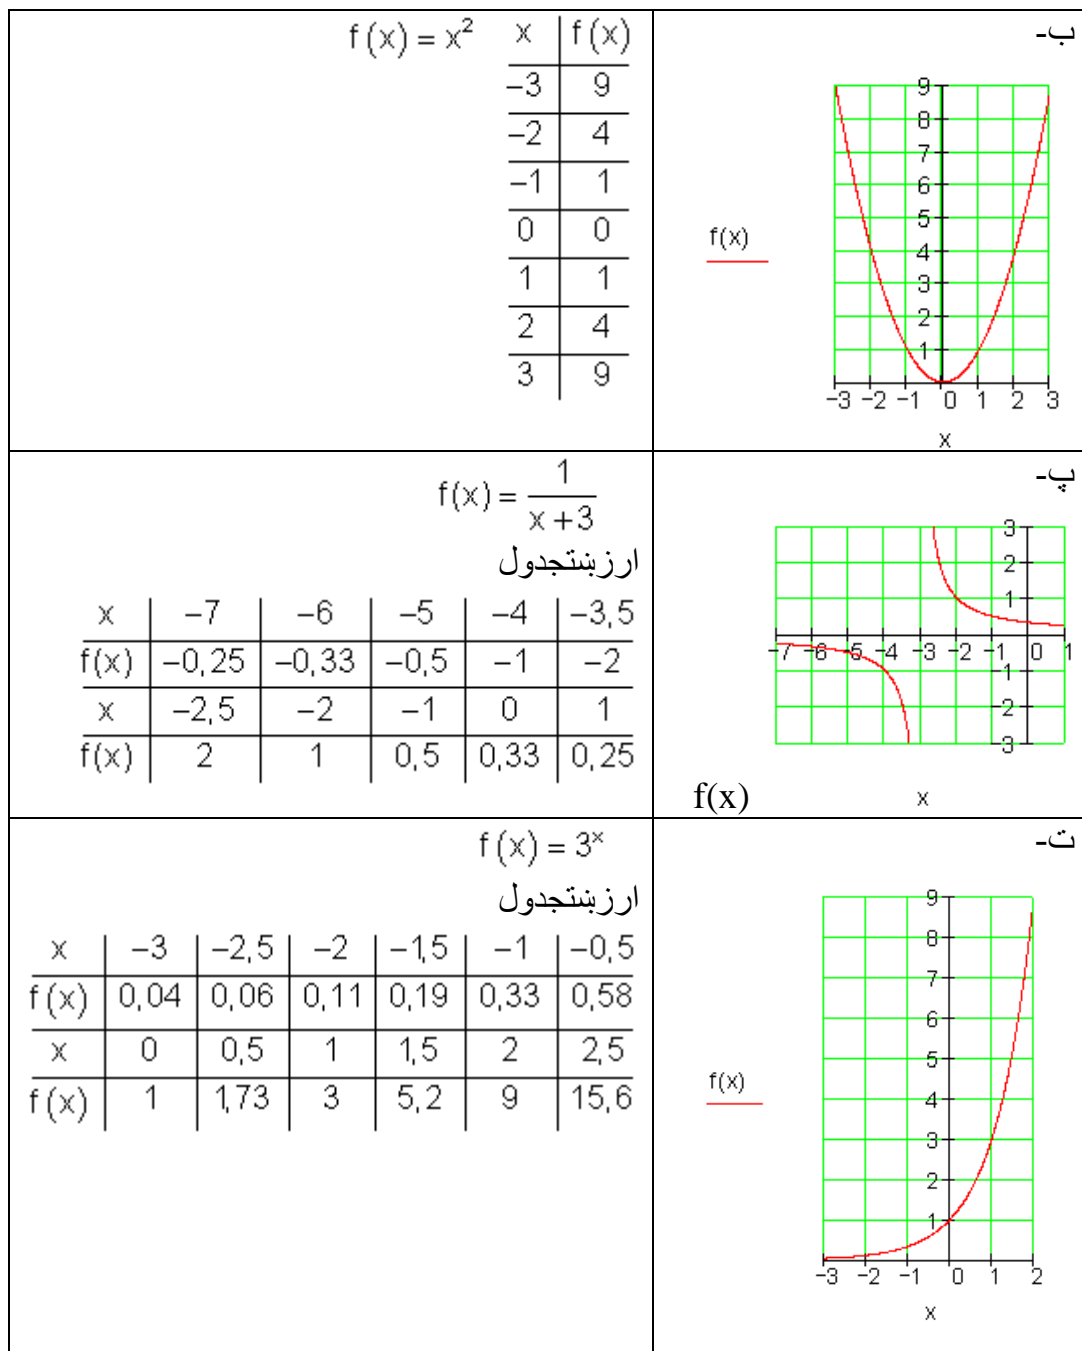 ب-
f(x) = x²
x f(x)
−3 9
−2 4
−1 1
0 0
1 1
2 4
3 9
9
8
7
6
5
4
3
2
1
f(x)
−3 −2 −1 0 1 2 3
x
پ-
f(x) = 1/(x+3)
ارزښتجدول
x −7 −6 −5 −4 −3,5
f(x) −0,25 −0,33 −0,5 −1 −2
x −2,5 −2 −1 0 1
f(x) 2 1 0,5 0,33 0,25
3
2
1
−7 −6 −5 −4 −3 −2 −1 0 1
−1
−2
−3
f(x) x
ت-
f(x) = 3ˣ
ارزښتجدول
x −3 −2,5 −2 −1,5 −1 −0,5
f(x) 0,04 0,06 0,11 0,19 0,33 0,58
x 0 0,5 1 1,5 2 2,5
f(x) 1 1,73 3 5,2 9 15,6
9
8
7
6
5
4
3
2
1
f(x)
−3 −2 −1 0 1 2
x